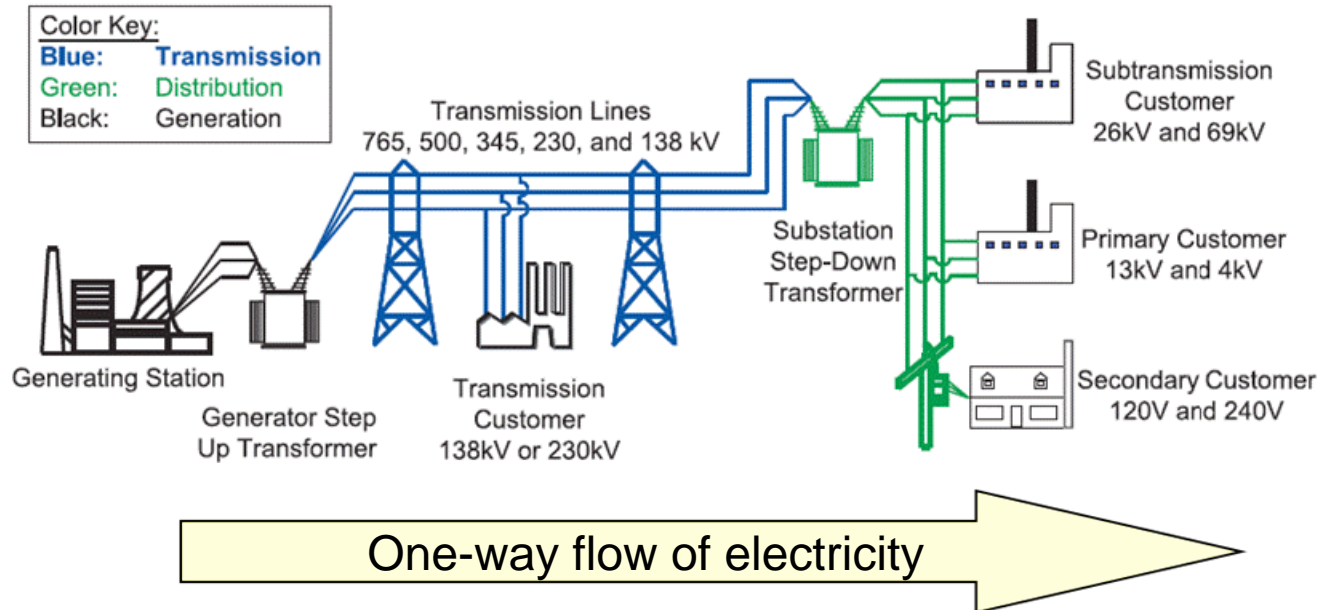 Color Key:
Blue: Transmission
Green: Distribution
Black: Generation
Transmission Lines
765, 500, 345, 230, and 138 kV
Subtransmission
Customer
26kV and 69kV
Substation
Step-Down
Transformer
Primary Customer
13kV and 4kV
Generating Station
Generator Step
Up Transformer
Transmission
Customer
138kV or 230kV
Secondary Customer
120V and 240V
One-way flow of electricity